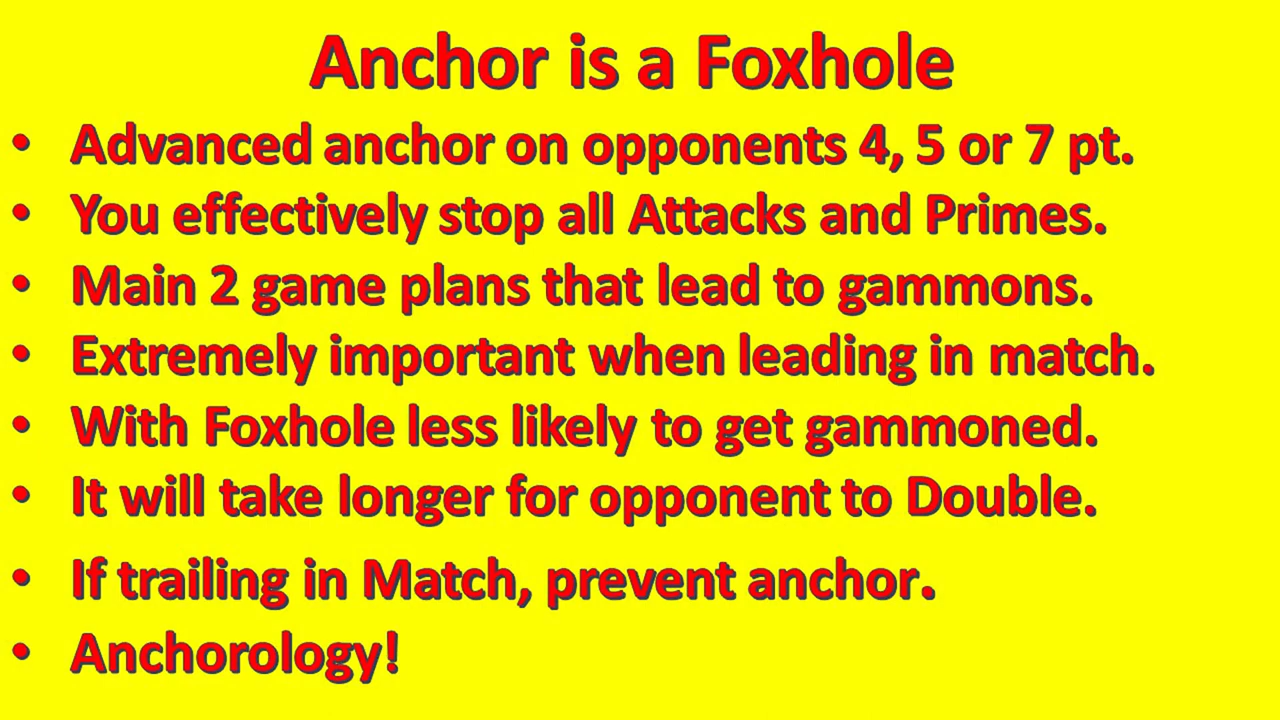 Anchor is a Foxhole
• Advanced anchor on opponents 4, 5 or 7 pt.
• You effectively stop all Attacks and Primes.
• Main 2 game plans that lead to gammons.
• Extremely important when leading in match.
• With Foxhole less likely to get gammoned.
• It will take longer for opponent to Double.
• If trailing in Match, prevent anchor.
• Anchorology!